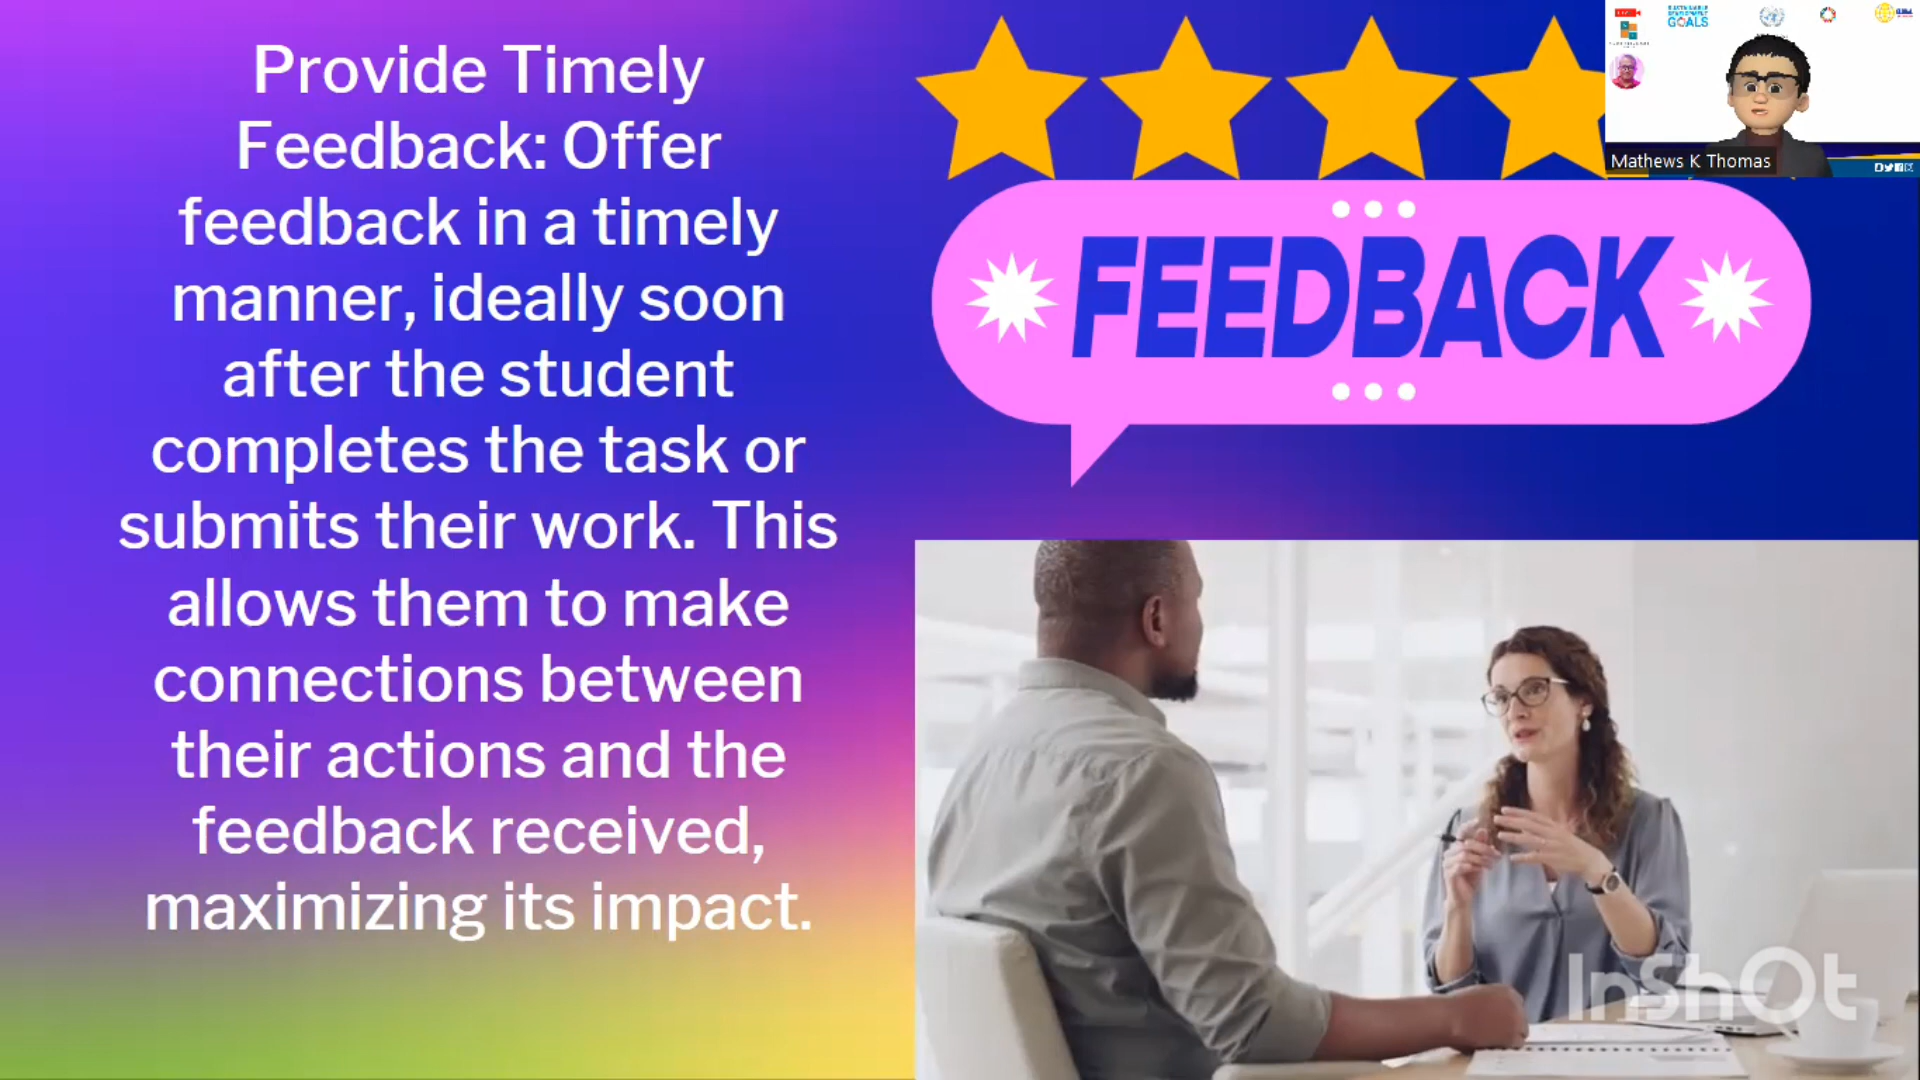 Provide Timely
Feedback: Offer
feedback in a timely
manner, ideally soon
after the student
completes the task or
submits their work. This
allows them to make
connections between
their actions and the
feedback received,
maximizing its impact.
SUSTAINABLE
DEVELOPMENT
GOALS
Mathews K Thomas
FEEDBACK
InShOt